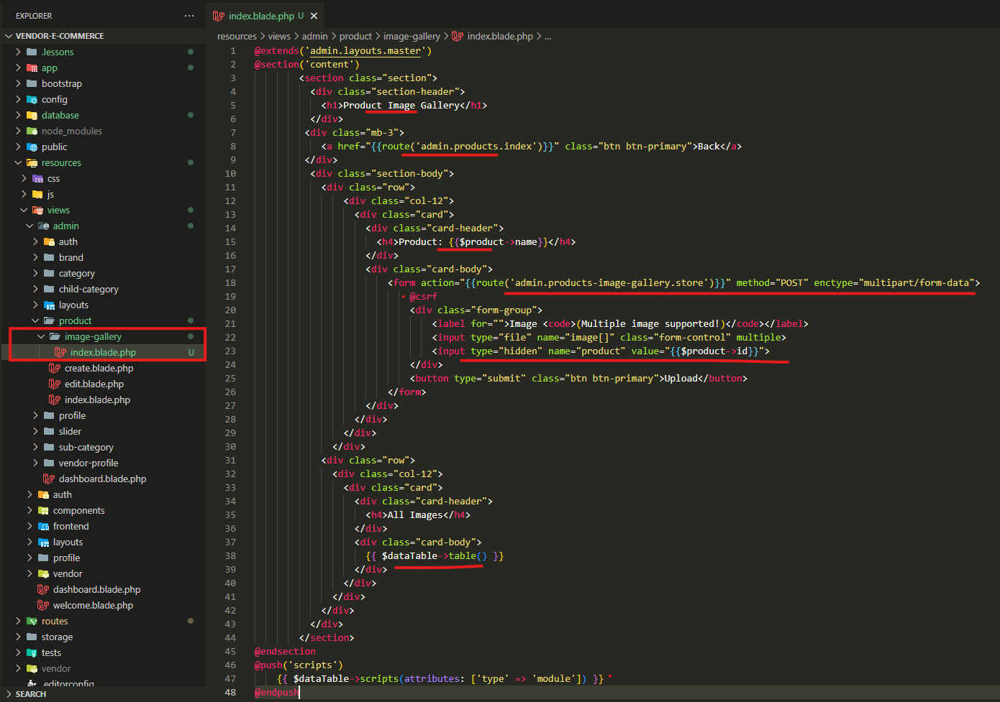 EXPLORER
···
VENDOR-E-COMMERCE
.lessons
app
bootstrap
config
database
node_modules
public
resources
css
js
views
admin
auth
brand
category
child-category
layouts
product
image-gallery
index.blade.php U
create.blade.php
edit.blade.php
index.blade.php
profile
slider
sub-category
vendor-profile
dashboard.blade.php
auth
components
frontend
layouts
profile
vendor
dashboard.blade.php
welcome.blade.php
routes
storage
tests
vendor
.editorconfig
SEARCH
index.blade.php U ×
resources > views > admin > product > image-gallery > index.blade.php > ...
1 @extends('admin.layouts.master')
2 @section('content')
3 <section class="section">
4 <div class="section-header">
5 <h1>Product Image Gallery</h1>
6 </div>
7 <div class="mb-3">
8 <a href="{{route('admin.products.index')}}" class="btn btn-primary">Back</a>
9 </div>
10 <div class="section-body">
11 <div class="row">
12 <div class="col-12">
13 <div class="card">
14 <div class="card-header">
15 <h4>Product: {{$product->name}}</h4>
16 </div>
17 <div class="card-body">
18 <form action="{{route('admin.products-image-gallery.store')}}" method="POST" enctype="multipart/form-data">
19 @csrf
20 <div class="form-group">
21 <label for="">Image <code>(Multiple image supported!)</code></label>
22 <input type="file" name="image[]" class="form-control" multiple>
23 <input type="hidden" name="product" value="{{$product->id}}">
24 </div>
25 <button type="submit" class="btn btn-primary">Upload</button>
26 </form>
27 </div>
28 </div>
29 </div>
30 </div>
31 <div class="row">
32 <div class="col-12">
33 <div class="card">
34 <div class="card-header">
35 <h4>All Images</h4>
36 </div>
37 <div class="card-body">
38 {{ $dataTable->table() }}
39 </div>
40 </div>
41 </div>
42 </div>
43 </div>
44 </section>
45 @endsection
46 @push('scripts')
47 {{ $dataTable->scripts(attributes: ['type' => 'module']) }}
48 @endpush